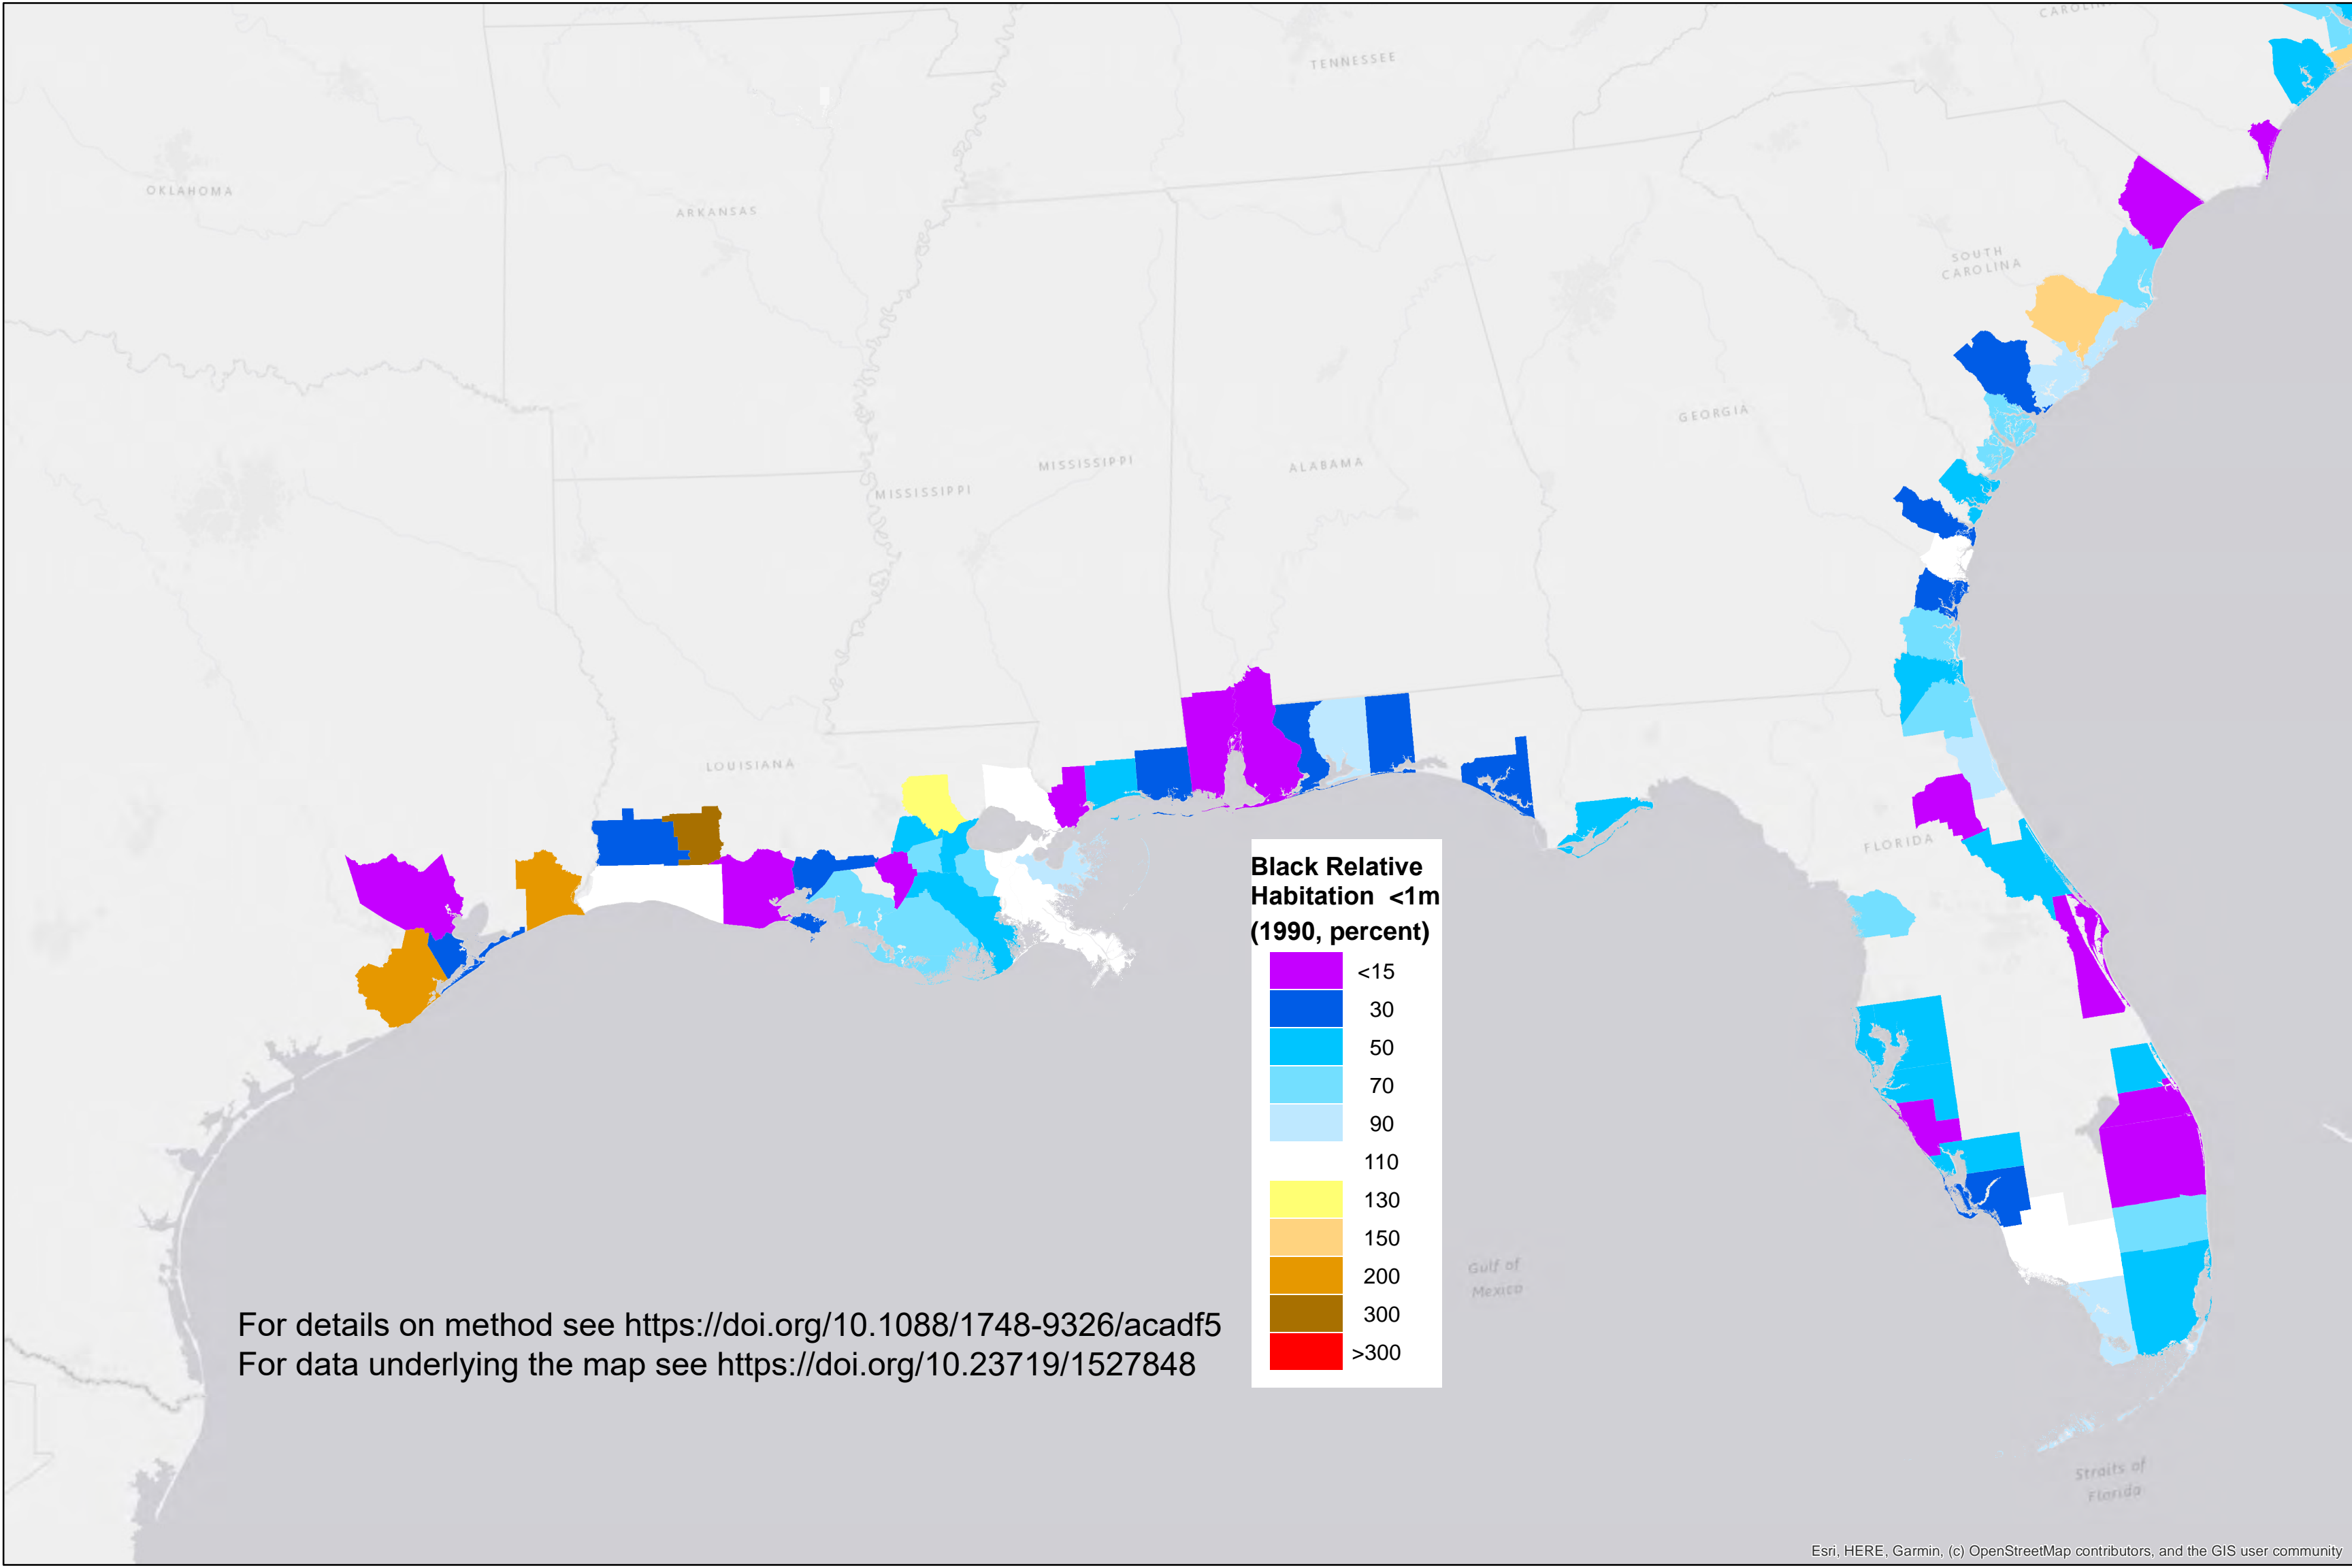 CAROLINA
TENNESSEE
OKLAHOMA
ARKANSAS
SOUTH
CAROLINA
GEORGIA
MISSISSIPPI
ALABAMA
MISSISSIPPI
LOUISIANA
FLORIDA
Black Relative
Habitation <1m
(1990, percent)
<15
30
50
70
90
110
130
150
200
300
>300
Gulf of
Mexico
For details on method see https://doi.org/10.1088/1748-9326/acadf5
For data underlying the map see https://doi.org/10.23719/1527848
Straits of
Florida
Esri, HERE, Garmin, (c) OpenStreetMap contributors, and the GIS user community